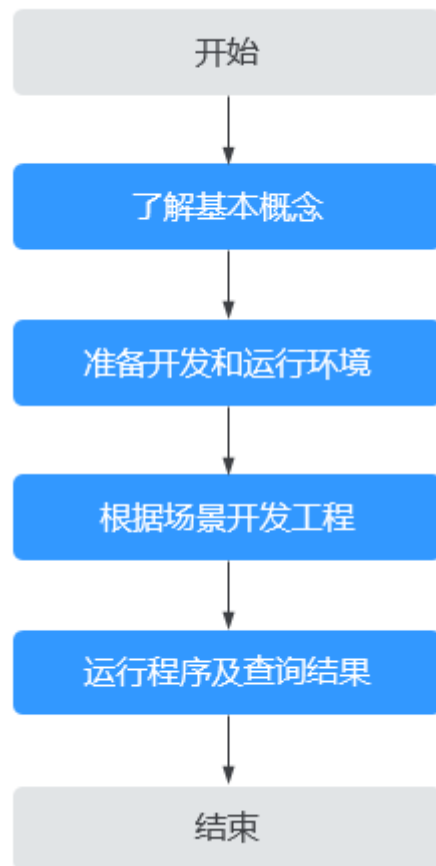 开始
了解基本概念
准备开发和运行环境
根据场景开发工程
运行程序及查询结果
结束